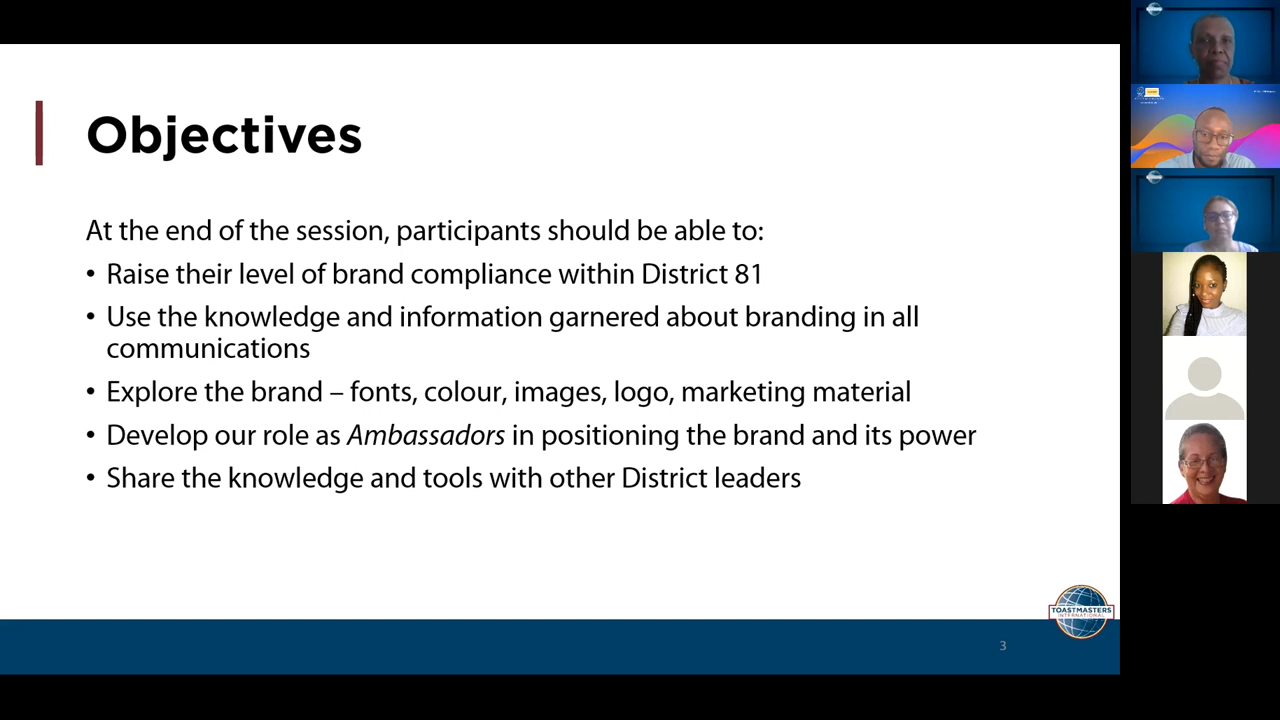 Objectives
At the end of the session, participants should be able to:
• Raise their level of brand compliance within District 81
• Use the knowledge and information garnered about branding in all
communications
• Explore the brand – fonts, colour, images, logo, marketing material
• Develop our role as Ambassadors in positioning the brand and its power
• Share the knowledge and tools with other District leaders
TOASTMASTERS
INTERNATIONAL
3